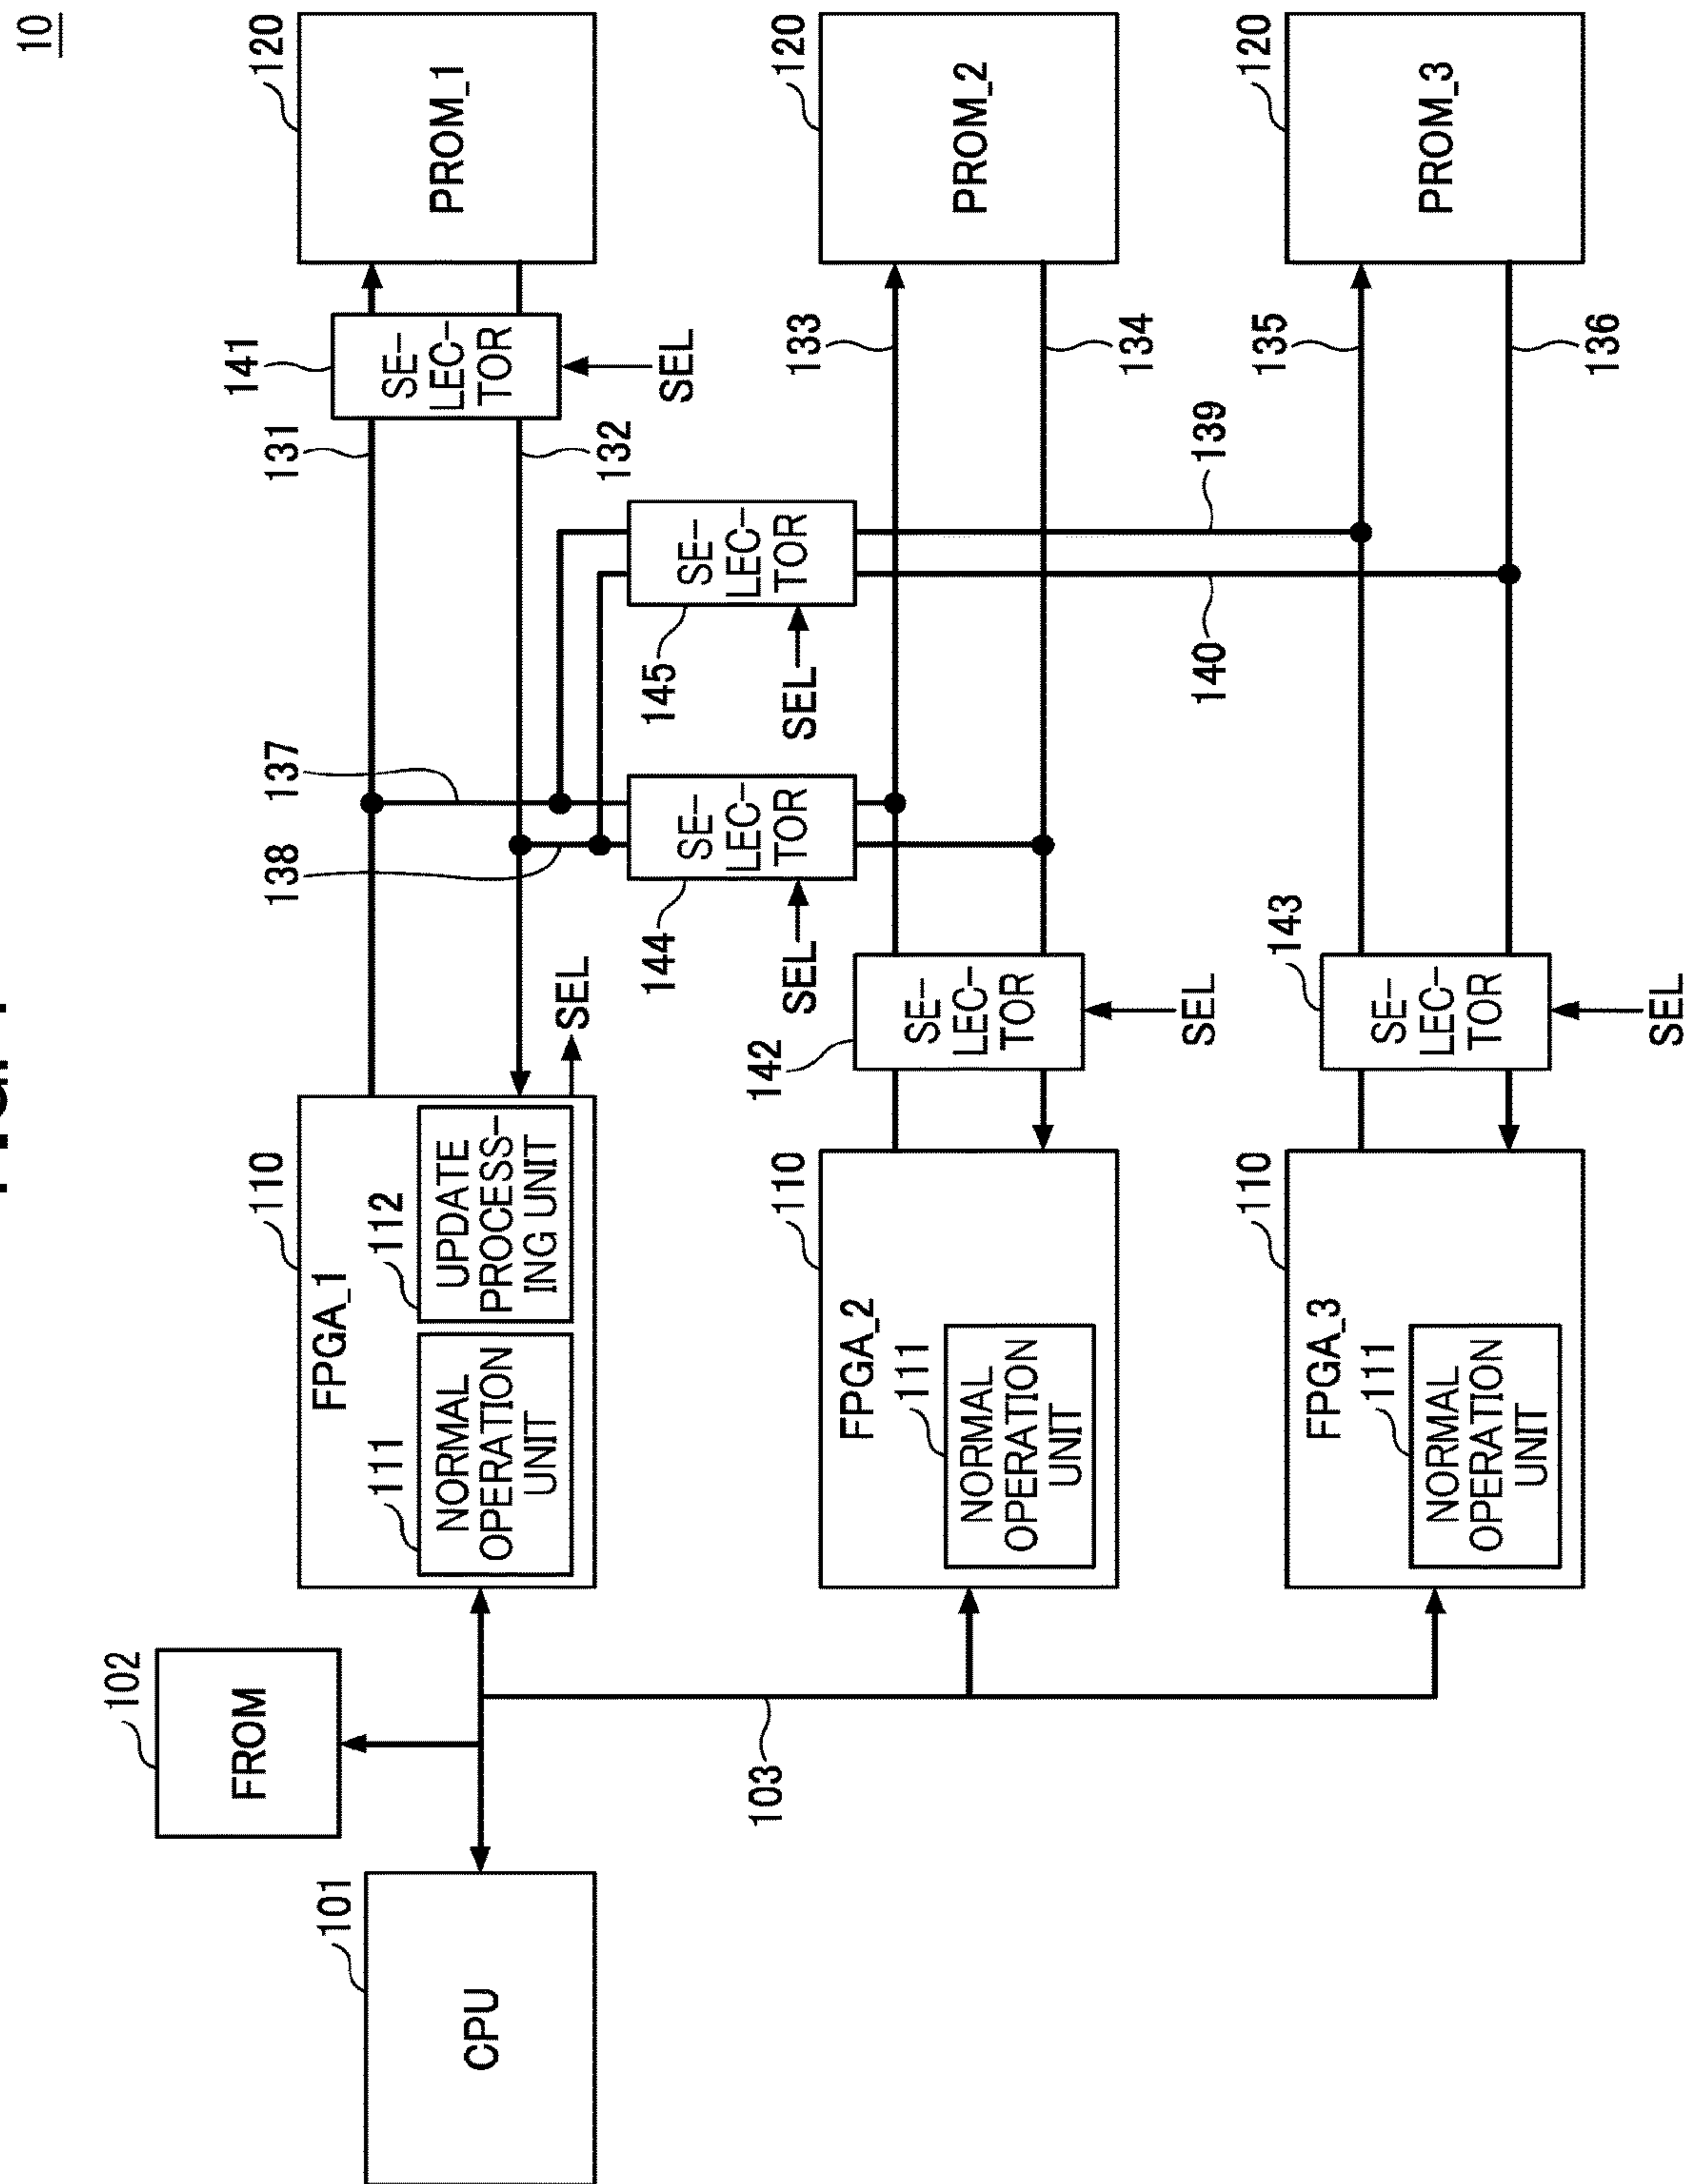 10
120
PROM_1
141
SE-
LEC-
TOR
SEL
131
132
120
PROM_2
133
134
120
PROM_3
135
136
139
140
SE-
LEC-
TOR
145
SEL
137
138
SE-
LEC-
TOR
144
SEL
SEL
142
SE-
LEC-
TOR
SEL
143
SE-
LEC-
TOR
SEL
110
FPGA_1
112
UPDATE
PROCESS-
ING UNIT
111
NORMAL
OPERATION
UNIT
110
FPGA_2
111
NORMAL
OPERATION
UNIT
110
FPGA_3
111
NORMAL
OPERATION
UNIT
102
FROM
103
101
CPU